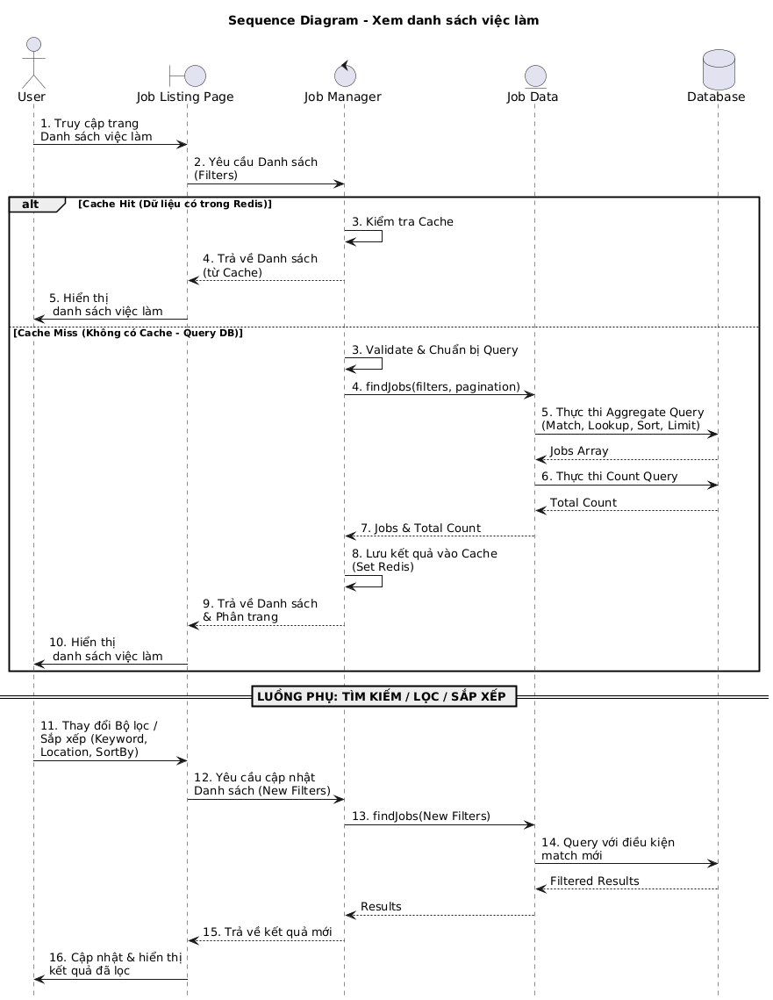 Sequence Diagram - Xem danh sách việc làm
User
Job Listing Page
Job Manager
Job Data
Database
1. Truy cập trang
Danh sách việc làm
2. Yêu cầu Danh sách
(Filters)
alt
[Cache Hit (Dữ liệu có trong Redis)]
3. Kiểm tra Cache
4. Trả về Danh sách
(từ Cache)
5. Hiển thị
danh sách việc làm
[Cache Miss (Không có Cache - Query DB)]
3. Validate & Chuẩn bị Query
4. findJobs(filters, pagination)
5. Thực thi Aggregate Query
(Match, Lookup, Sort, Limit)
Jobs Array
6. Thực thi Count Query
Total Count
7. Jobs & Total Count
8. Lưu kết quả vào Cache
(Set Redis)
9. Trả về Danh sách
& Phân trang
10. Hiển thị
danh sách việc làm
LUỒNG PHỤ: TÌM KIẾM / LỌC / SẮP XẾP
11. Thay đổi Bộ lọc /
Sắp xếp (Keyword,
Location, SortBy)
12. Yêu cầu cập nhật
Danh sách (New Filters)
13. findJobs(New Filters)
14. Query với điều kiện
match mới
Filtered Results
Results
15. Trả về kết quả mới
16. Cập nhật & hiển thị
kết quả đã lọc